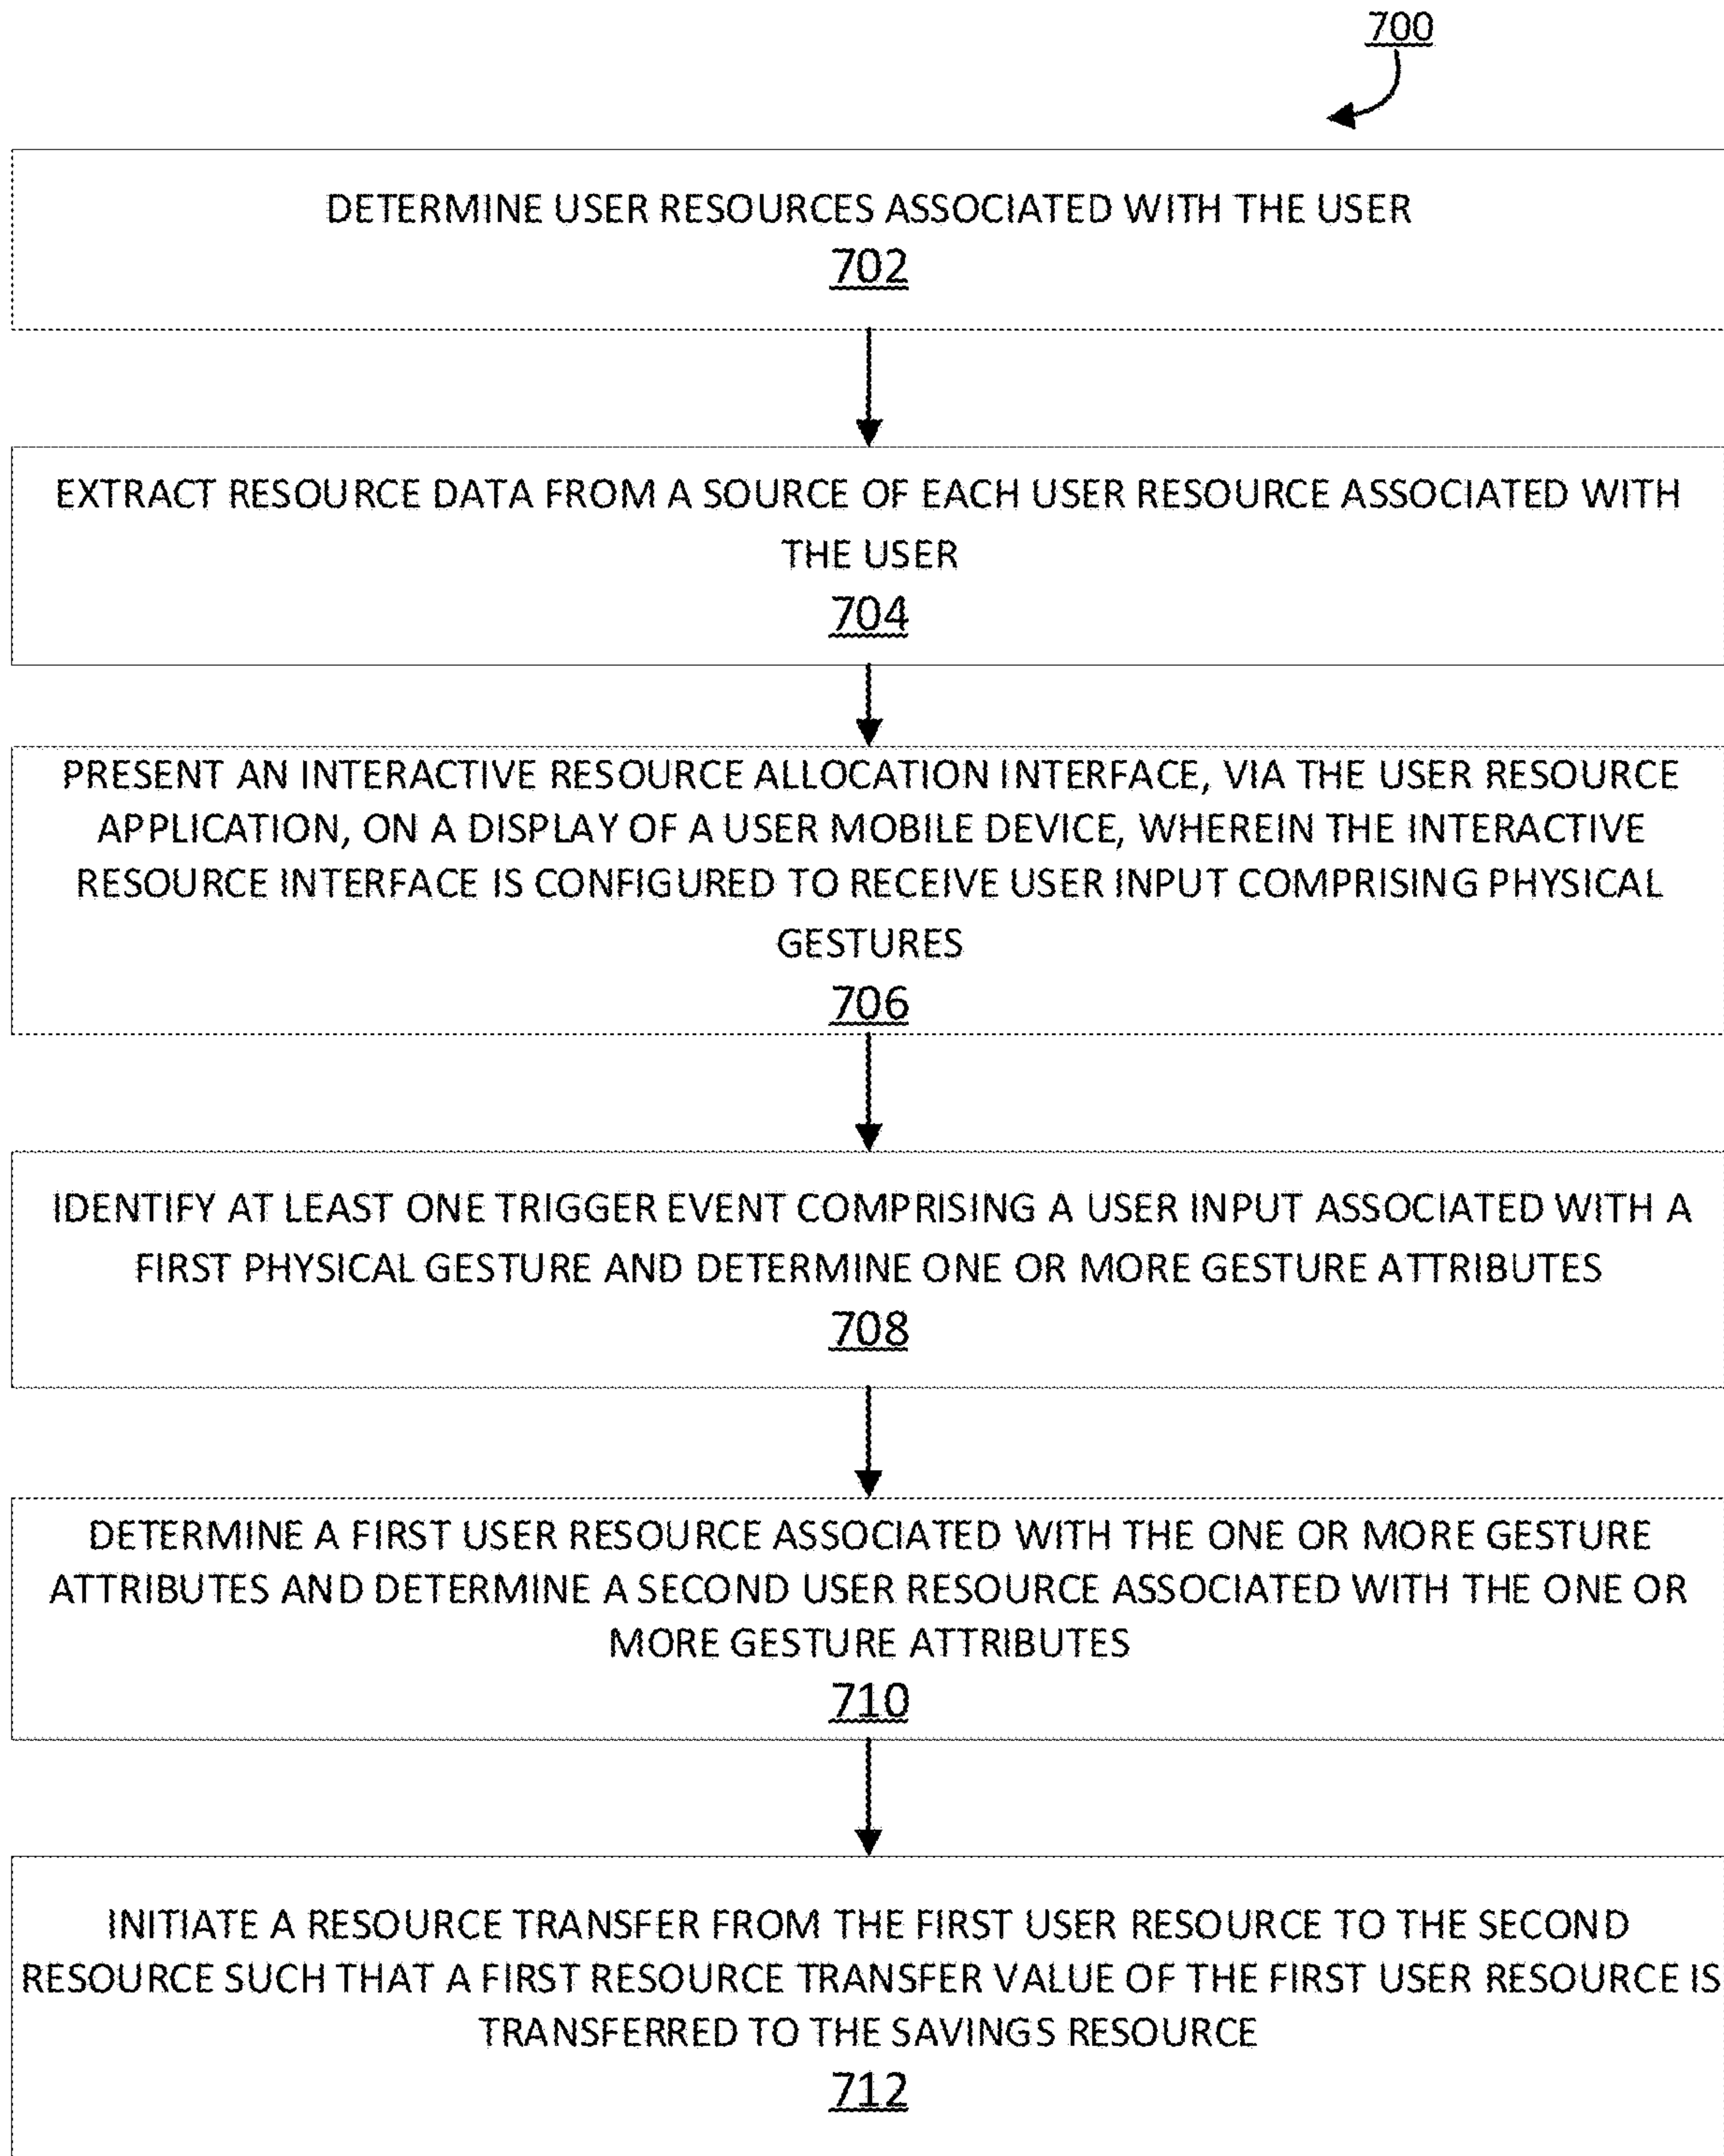 700
DETERMINE USER RESOURCES ASSOCIATED WITH THE USER
702
EXTRACT RESOURCE DATA FROM A SOURCE OF EACH USER RESOURCE ASSOCIATED WITH
THE USER
704
PRESENT AN INTERACTIVE RESOURCE ALLOCATION INTERFACE, VIA THE USER RESOURCE
APPLICATION, ON A DISPLAY OF A USER MOBILE DEVICE, WHEREIN THE INTERACTIVE
RESOURCE INTERFACE IS CONFIGURED TO RECEIVE USER INPUT COMPRISING PHYSICAL
GESTURES
706
IDENTIFY AT LEAST ONE TRIGGER EVENT COMPRISING A USER INPUT ASSOCIATED WITH A
FIRST PHYSICAL GESTURE AND DETERMINE ONE OR MORE GESTURE ATTRIBUTES
708
DETERMINE A FIRST USER RESOURCE ASSOCIATED WITH THE ONE OR MORE GESTURE
ATTRIBUTES AND DETERMINE A SECOND USER RESOURCE ASSOCIATED WITH THE ONE OR
MORE GESTURE ATTRIBUTES
710
INITIATE A RESOURCE TRANSFER FROM THE FIRST USER RESOURCE TO THE SECOND
RESOURCE SUCH THAT A FIRST RESOURCE TRANSFER VALUE OF THE FIRST USER RESOURCE IS
TRANSFERRED TO THE SAVINGS RESOURCE
712